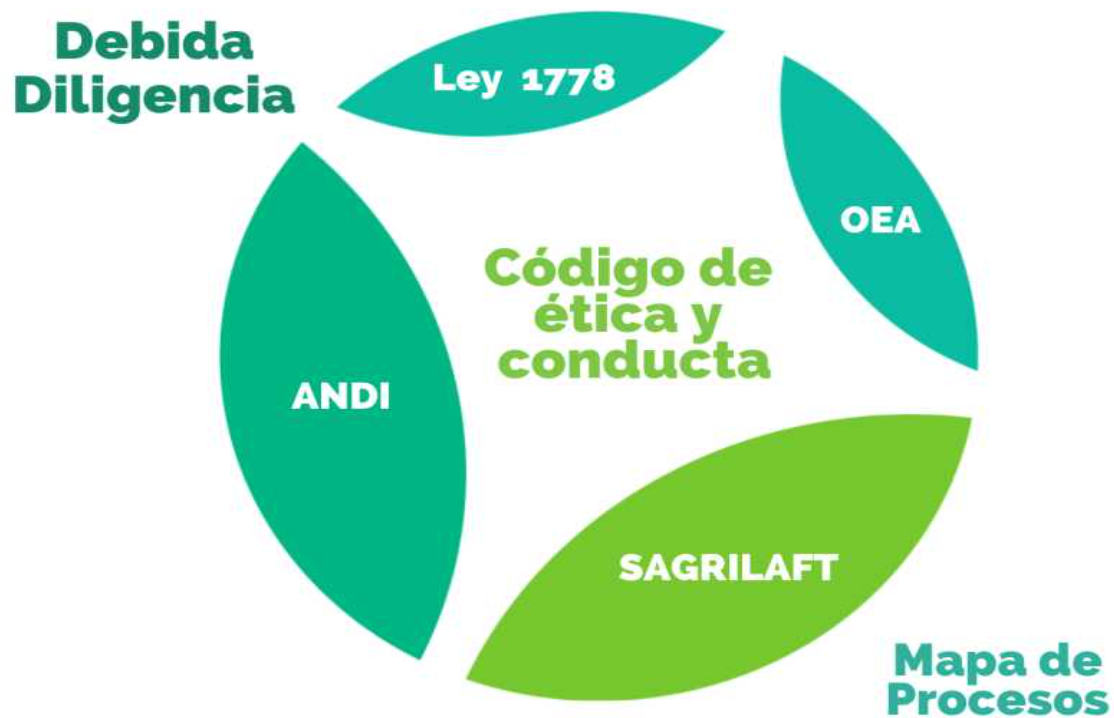 Debida
Diligencia
Ley 1778
OEA
Código de
ética y
conducta
ANDI
SAGRILAFT
Mapa de
Procesos